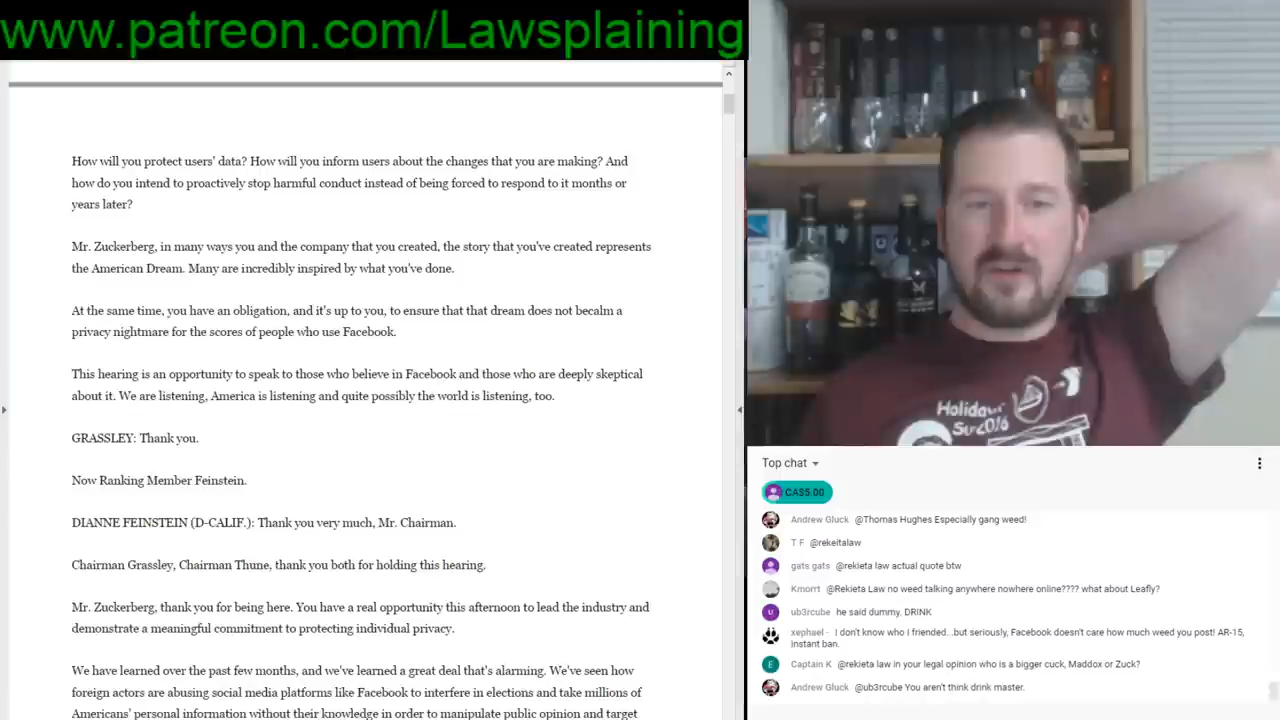 www.patreon.com/Lawsplaining
How will you protect users' data? How will you inform users about the changes that you are making? And
how do you intend to proactively stop harmful conduct instead of being forced to respond to it months or
years later?
Mr. Zuckerberg, in many ways you and the company that you created, the story that you've created represents
the American Dream. Many are incredibly inspired by what you've done.
At the same time, you have an obligation, and it's up to you, to ensure that that dream does not becalm a
privacy nightmare for the scores of people who use Facebook.
This hearing is an opportunity to speak to those who believe in Facebook and those who are deeply skeptical
about it. We are listening, America is listening and quite possibly the world is listening, too.
GRASSLEY: Thank you.
Now Ranking Member Feinstein.
DIANNE FEINSTEIN (D-CALIF.): Thank you very much, Mr. Chairman.
Chairman Grassley, Chairman Thune, thank you both for holding this hearing.
Mr. Zuckerberg, thank you for being here. You have a real opportunity this afternoon to lead the industry and
demonstrate a meaningful commitment to protecting individual privacy.
We have learned over the past few months, and we've learned a great deal that's alarming. We've seen how
foreign actors are abusing social media platforms like Facebook to interfere in elections and take millions of
Americans' personal information without their knowledge in order to manipulate public opinion and target
Holiday
2016
Top chat
CA$5.00
Andrew Gluck @Thomas Hughes Especially gang weed!
T F @rekeitalaw
gats gats @rekieta law actual quote btw
Kmorrt @Rekieta Law no weed talking anywhere nowhere online???? what about Leafly?
U ub3rcube he said dummy. DRINK
xephael - I don't know who I friended...but seriously, Facebook doesn't care how much weed you post! AR-15,
instant ban.
E Captain K @rekieta law in your legal opinion who is a bigger cuck, Maddox or Zuck?
Andrew Gluck @ub3rcube You aren't think drink master.